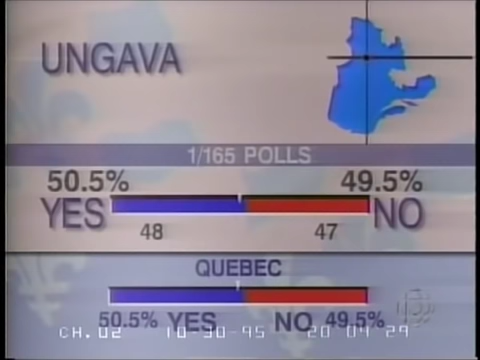 UNGAVA
1/165 POLLS
50.5% 49.5%
YES NO
48 47
QUEBEC
50.5% YES NO 49.5%
CH.02 10-30-95 20 09 29